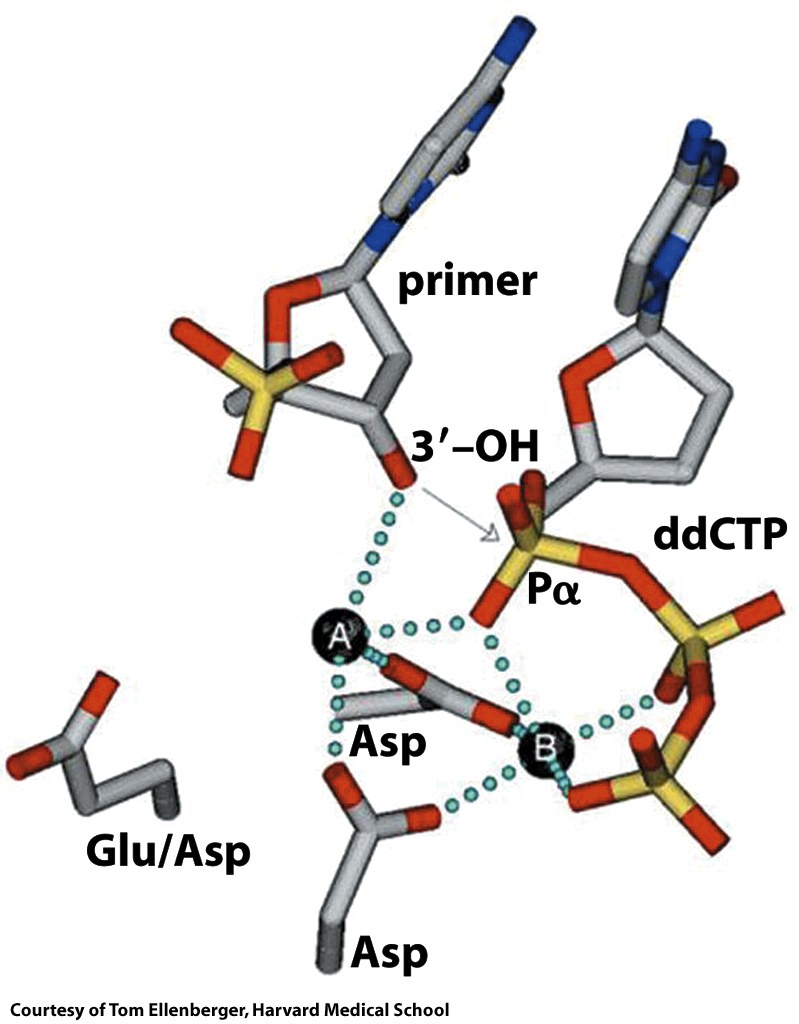 primer
3′–OH
ddCTP
Pα
A
Asp
B
Glu/Asp
Asp
Courtesy of Tom Ellenberger, Harvard Medical School